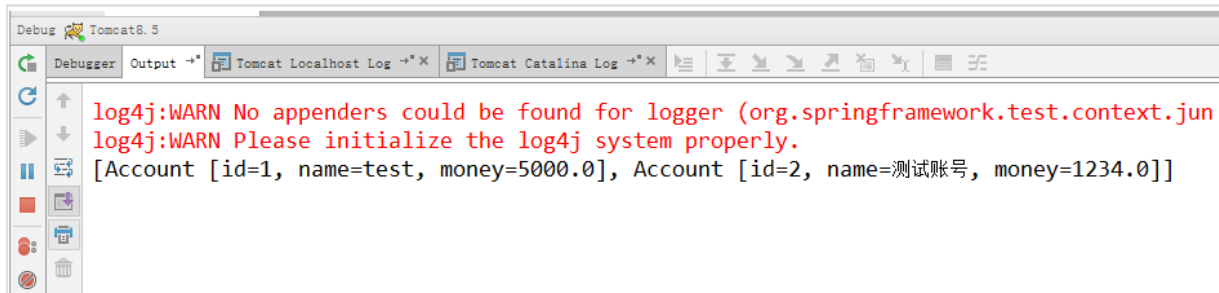 Debug Tomcat8.5
Debugger Output Tomcat Localhost Log Tomcat Catalina Log
log4j:WARN No appenders could be found for logger (org.springframework.test.context.jun
log4j:WARN Please initialize the log4j system properly.
[Account [id=1, name=test, money=5000.0], Account [id=2, name=测试账号, money=1234.0]]